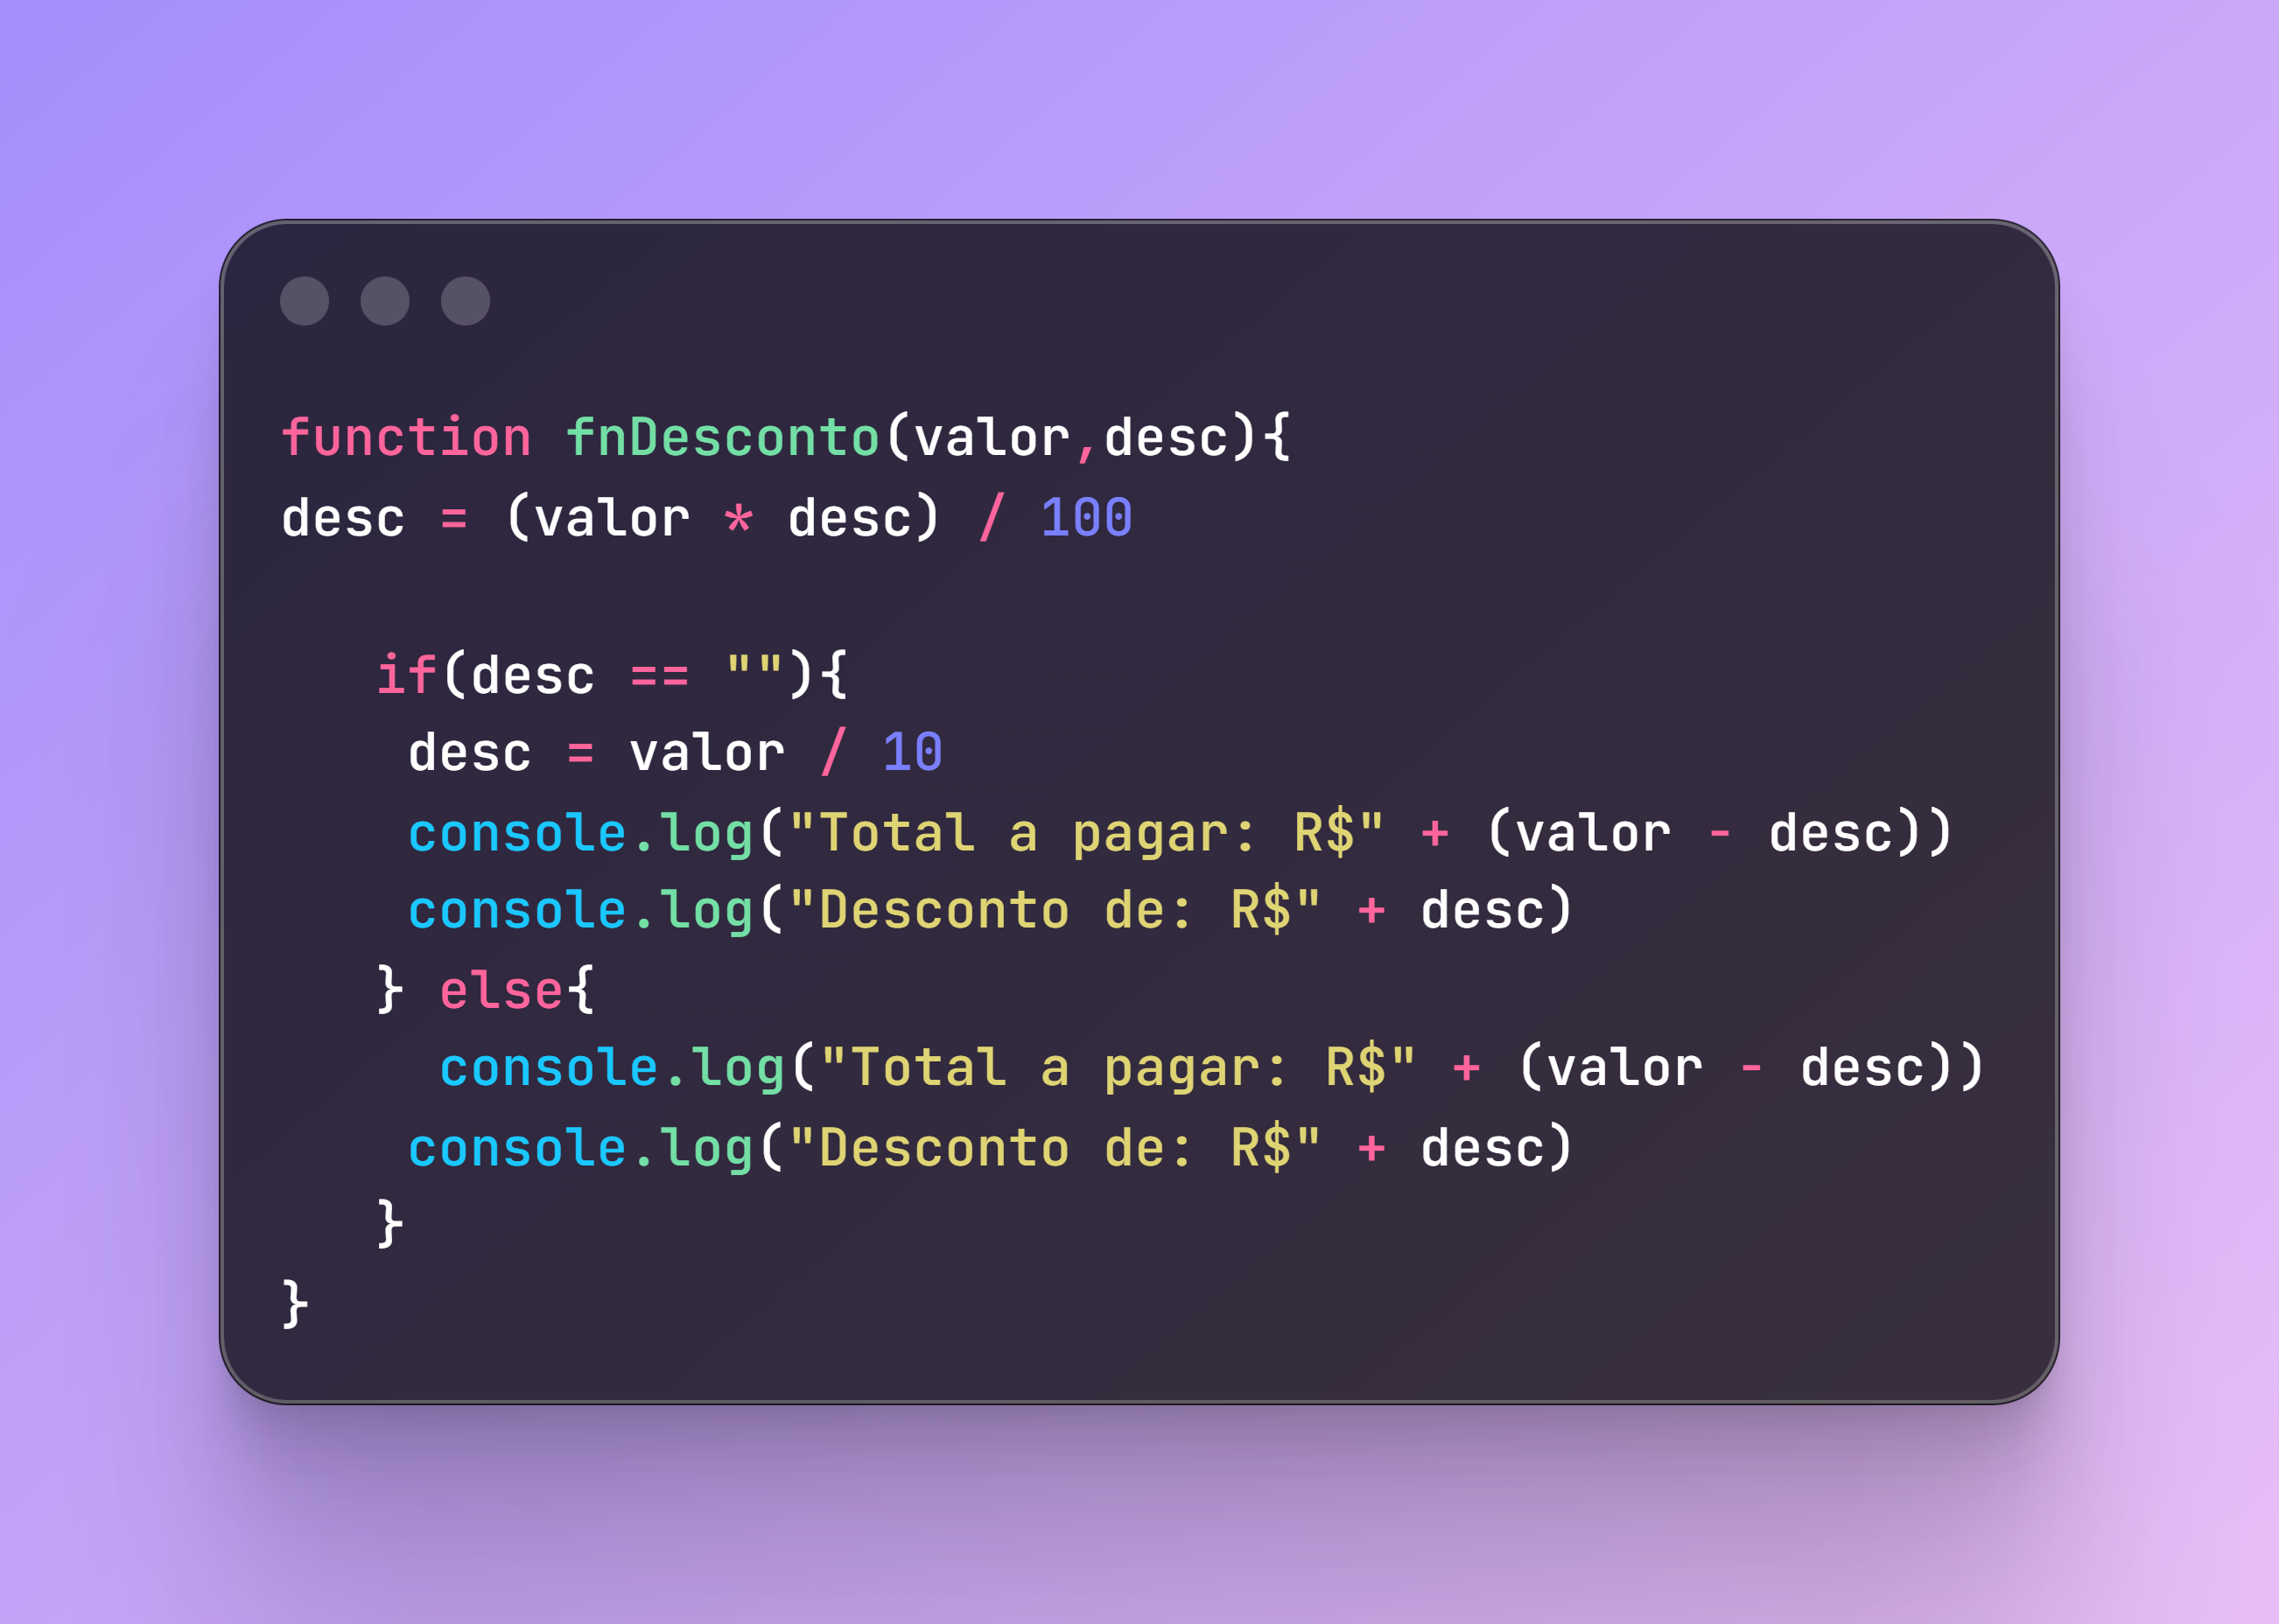 function fnDesconto(valor,desc){
desc = (valor * desc) / 100

   if(desc == ""){
    desc = valor / 10
    console.log("Total a pagar: R$" + (valor - desc))
    console.log("Desconto de: R$" + desc)
   } else{
     console.log("Total a pagar: R$" + (valor - desc))
    console.log("Desconto de: R$" + desc)
   }
}